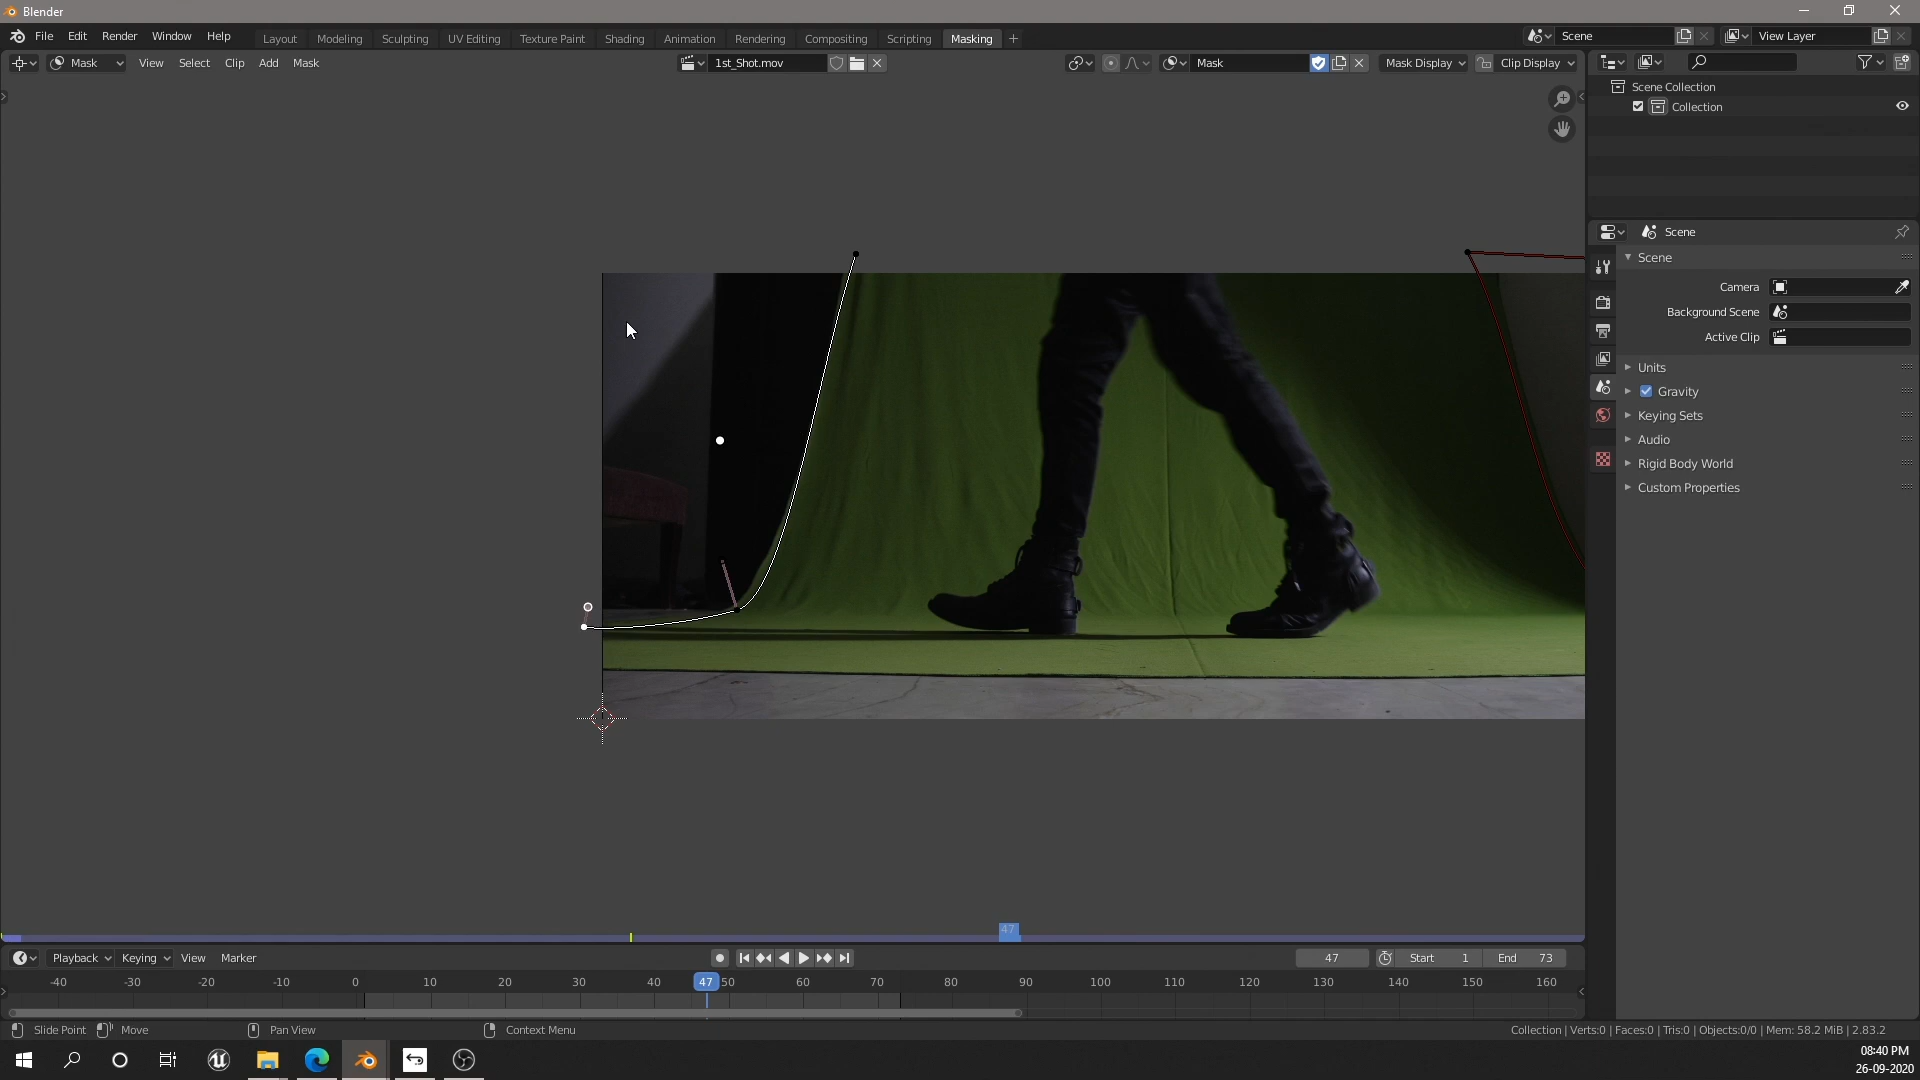 Blender
File Edit Render Window Help Layout Modeling Sculpting UV Editing Texture Paint Shading Animation Rendering Compositing Scripting Masking + Scene View Layer
Mask View Select Clip Add Mask 1st_Shot.mov Mask Mask Display Clip Display
Scene Collection
Collection
Scene
Scene
Camera
Background Scene
Active Clip
Units
Gravity
Keying Sets
Audio
Rigid Body World
Custom Properties
47
Playback Keying View Marker 47 Start 1 End 73
-40 -30 -20 -10 0 10 20 30 40 47 50 60 70 80 90 100 110 120 130 140 150 160
Slide Point Move Pan View Context Menu Collection | Verts:0 | Faces:0 | Tris:0 | Objects:0/0 | Mem: 58.2 MiB | 2.83.2
08:40 PM
26-09-2020